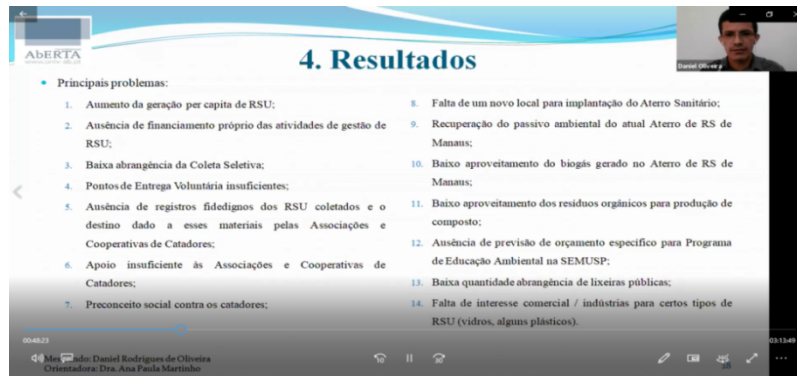 AbERTA
4. Resultados
Daniel Oliveira
• Principais problemas:
1. Aumento da geração per capita de RSU;
2. Ausência de financiamento próprio das atividades de gestão de
RSU;
3. Baixa abrangência da Coleta Seletiva;
4. Pontos de Entrega Voluntária insuficientes;
5. Ausência de registros fidedignos dos RSU coletados e o
destino dado a esses materiais pelas Associações e
Cooperativas de Catadores;
6. Apoio insuficiente às Associações e Cooperativas de
Catadores;
7. Preconceito social contra os catadores;
8. Falta de um novo local para implantação do Aterro Sanitário;
9. Recuperação do passivo ambiental do atual Aterro de RS de
Manaus;
10. Baixo aproveitamento do biogás gerado no Aterro de RS de
Manaus;
11. Baixo aproveitamento dos resíduos orgânicos para produção de
composto;
12. Ausência de previsão de orçamento especifico para Programa
de Educação Ambiental na SEMUSP;
13. Baixa quantidade abrangência de lixeiras públicas;
14. Falta de interesse comercial / indústrias para certos tipos de
RSU (vidros, alguns plásticos).
00:48:23
03:13:49
Daniel Rodrigues de Oliveira
Orientadora: Dra. Ana Paula Martinho
10
30
28